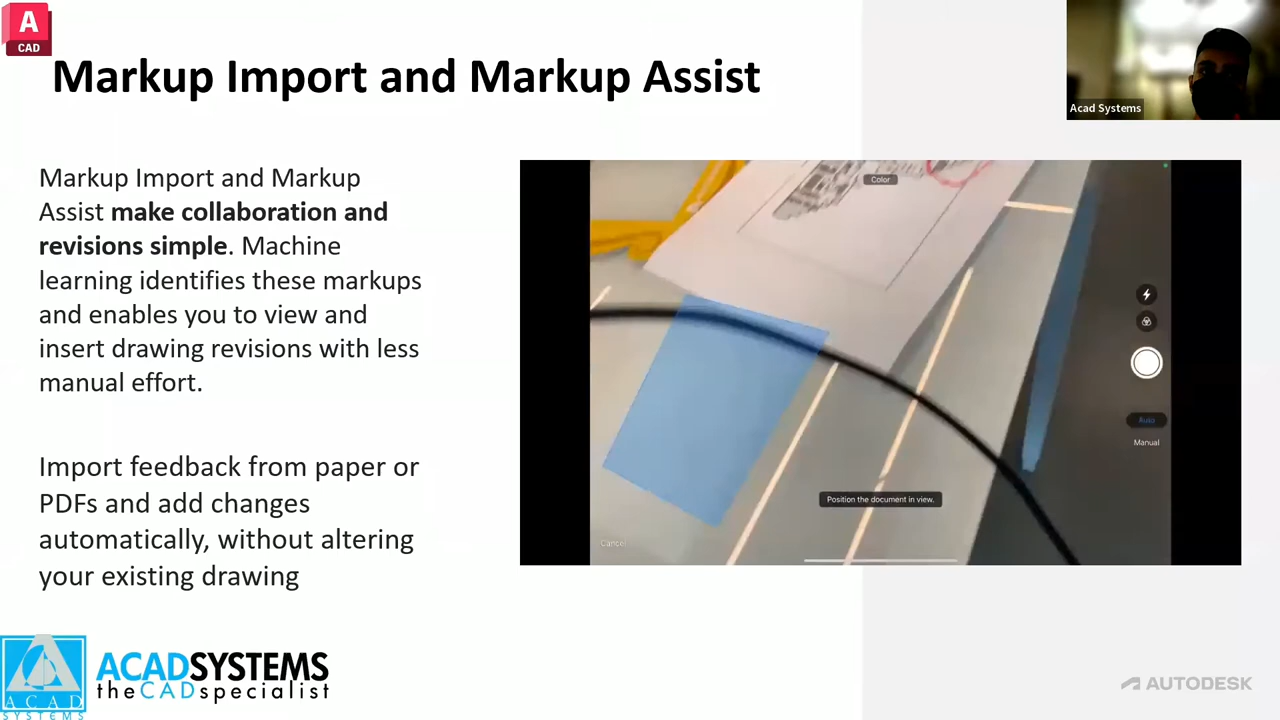 A
CAD
Markup Import and Markup Assist
Acad Systems
Markup Import and Markup
Assist make collaboration and
revisions simple. Machine
learning identifies these markups
and enables you to view and
insert drawing revisions with less
manual effort.
Import feedback from paper or
PDFs and add changes
automatically, without altering
your existing drawing
Color
Auto
Manual
Position the document in view.
Cancel
ACAD
SYSTEMS
ACADSYSTEMS
theCADspecialist
AUTODESK